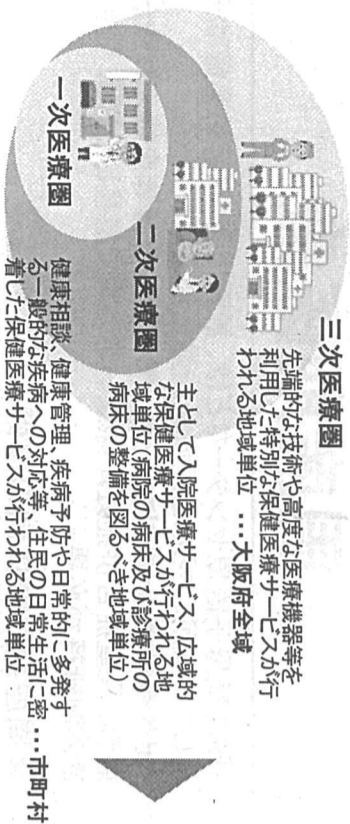 三次医療圏
先端的な技術や高度な医療機器等を
利用した特別な保健医療サービスが行
われる地域単位 …大阪府全域
二次医療圏
主として入院医療サービス、広域的
な保健医療サービスが行われる地
域単位(病院の病床及び診療所の
病床の整備を図るべき地域単位)
一次医療圏
健康相談、健康管理、疾病予防や日常的に多発す
る一般的な疾病への対応等、住民の日常生活に密
着した保健医療サービスが行われる地域単位 …市町村